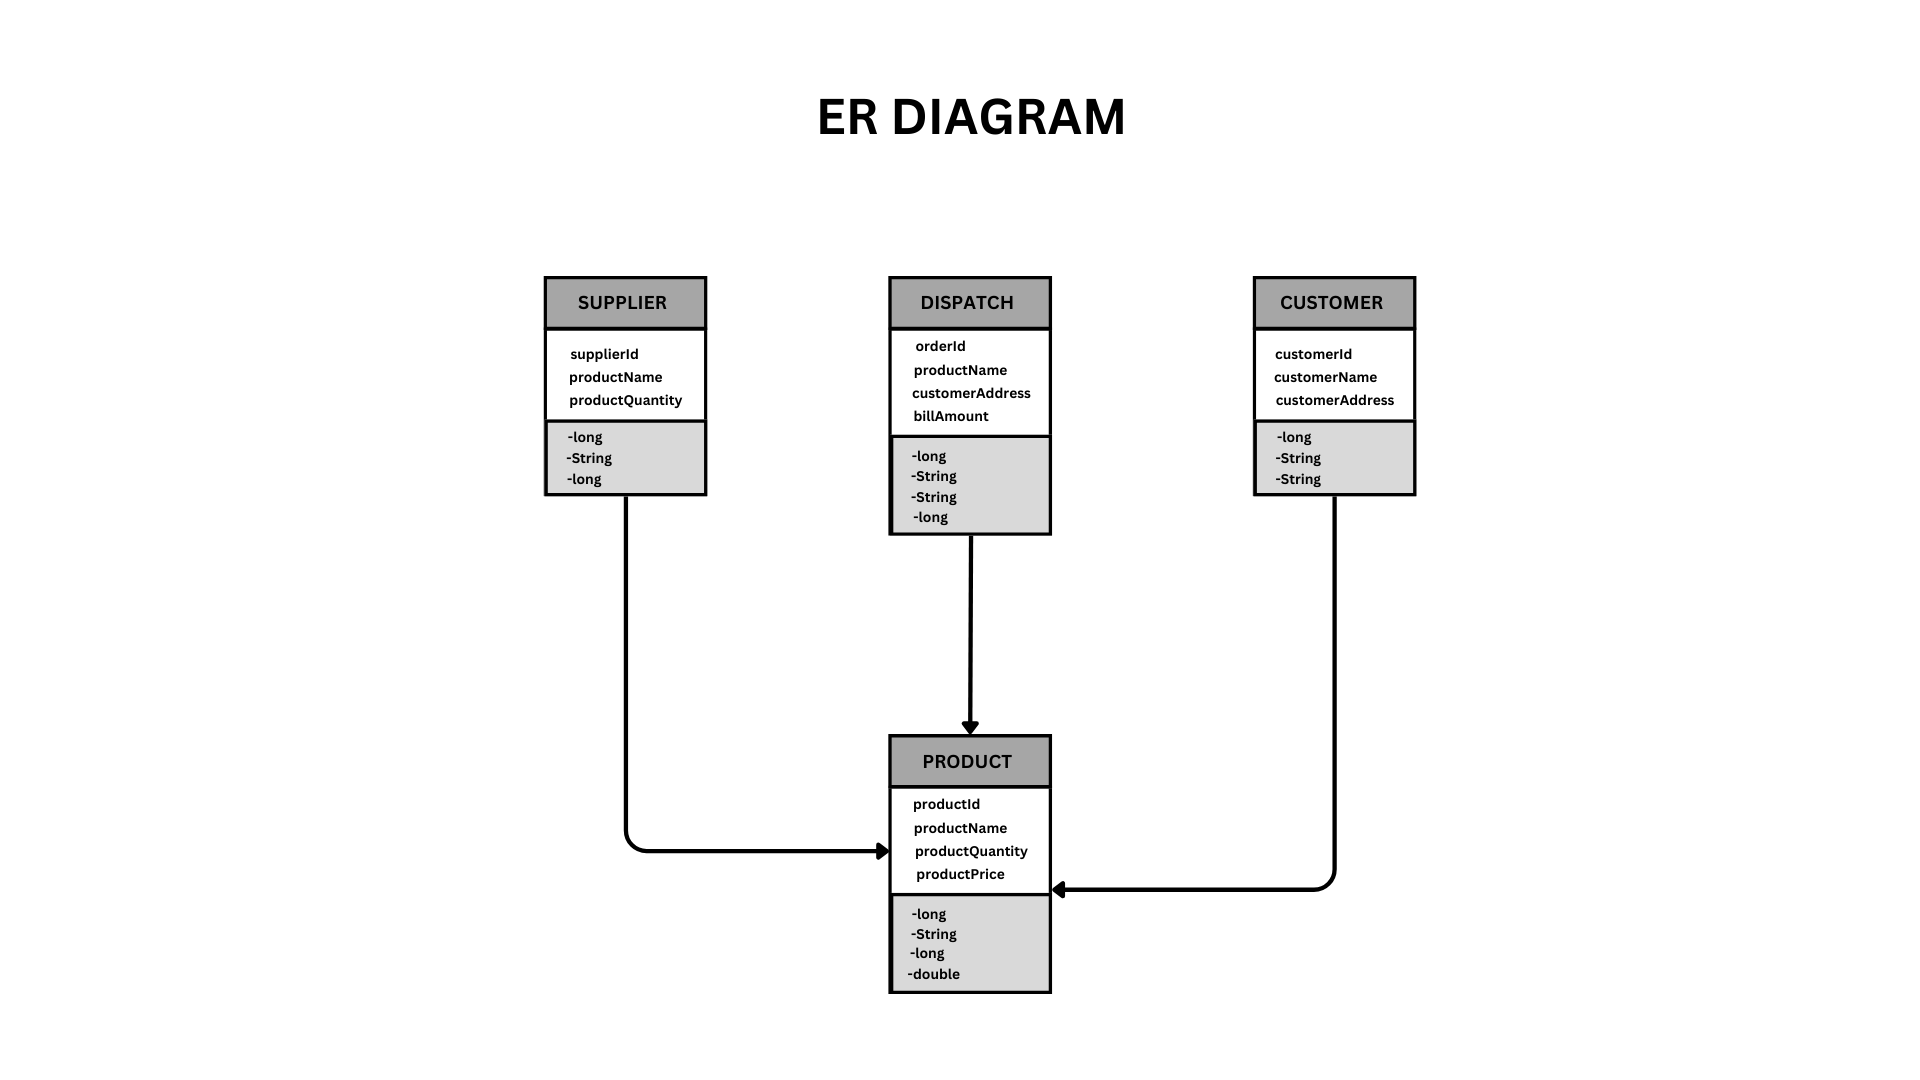 ER DIAGRAM
SUPPLIER
supplierId
productName
productQuantity
-long
-String
-long
DISPATCH
orderId
productName
customerAddress
billAmount
-long
-String
-String
-long
CUSTOMER
customerId
customerName
customerAddress
-long
-String
-String
PRODUCT
productId
productName
productQuantity
productPrice
-long
-String
-long
-double